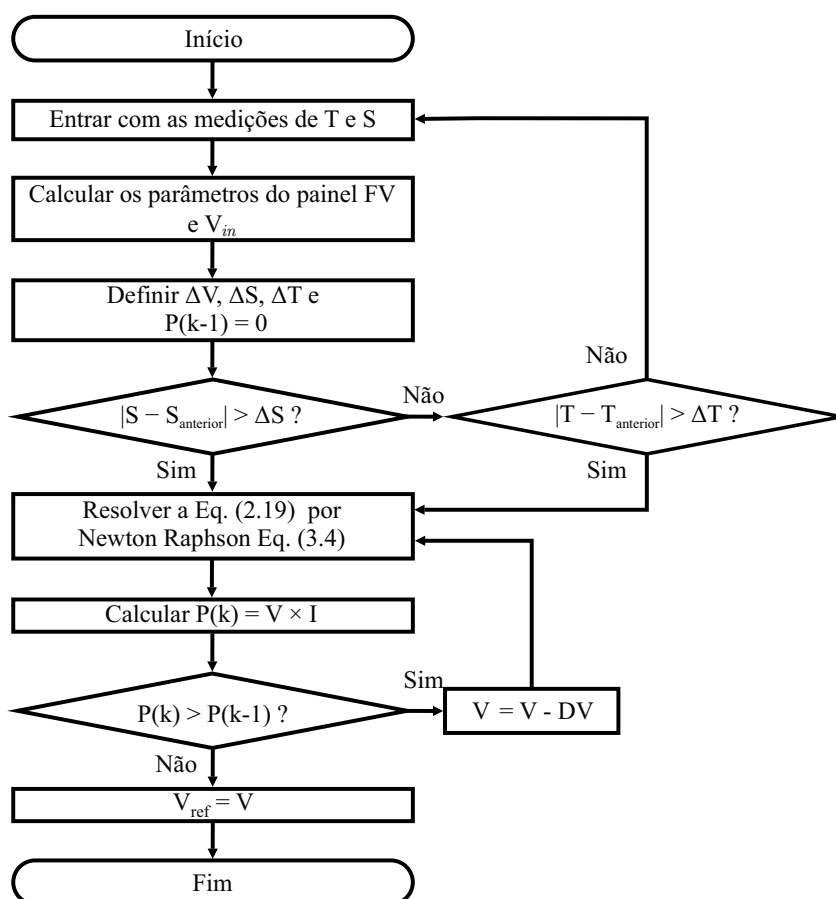 Início
Entrar com as medições de T e S
Calcular os parâmetros do painel FV
e V_in
Definir ΔV, ΔS, ΔT e
P(k-1) = 0
Não
|S − S_anterior| > ΔS ?
Não
|T − T_anterior| > ΔT ?
Sim
Sim
Resolver a Eq. (2.19) por
Newton Raphson Eq. (3.4)
Calcular P(k) = V × I
P(k) > P(k-1) ?
Sim
V = V - DV
Não
V_ref = V
Fim